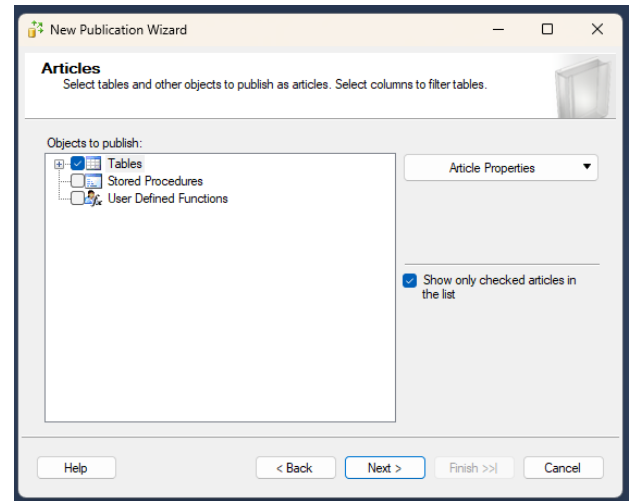 New Publication Wizard
Articles
Select tables and other objects to publish as articles. Select columns to filter tables.
Objects to publish:
Tables
Stored Procedures
User Defined Functions
Article Properties
Show only checked articles in
the list
Help
< Back
Next >
Finish >>|
Cancel